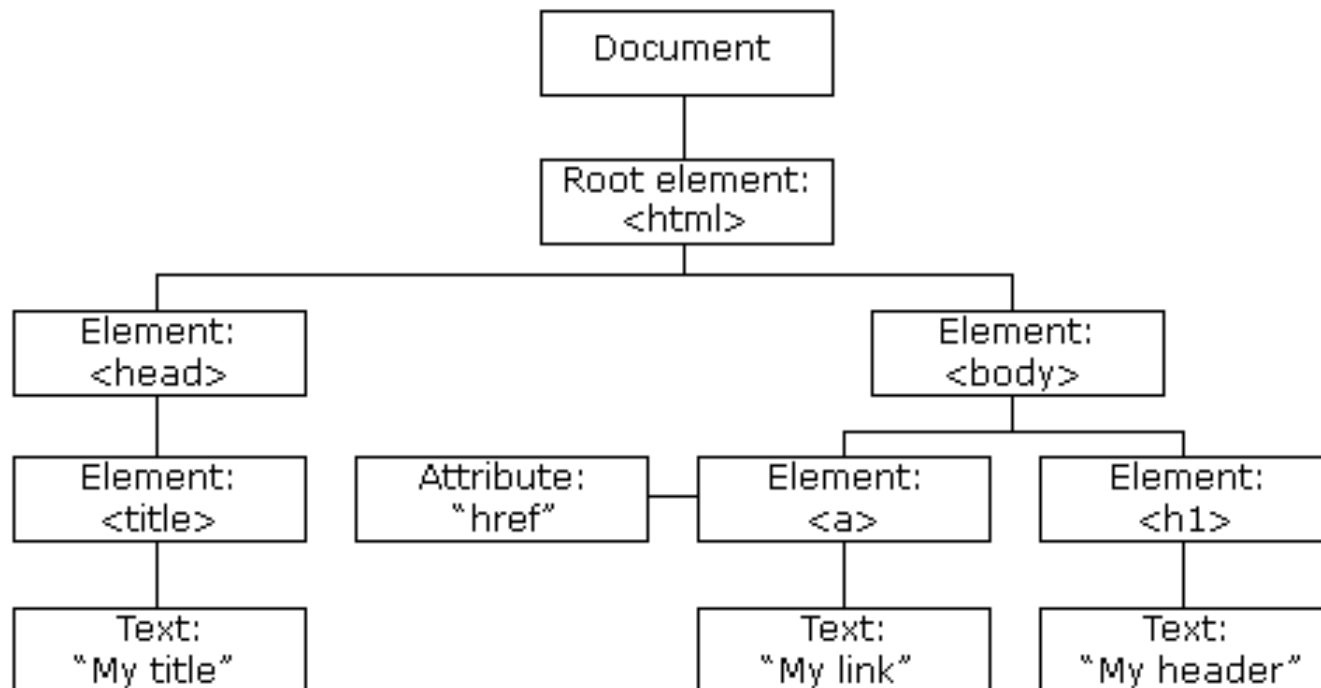 Document
Root element:
<html>
Element:
<head>
Element:
<body>
Element:
<title>
Attribute:
“href”
Element:
<a>
Element:
<h1>
Text:
“My title”
Text:
“My link”
Text:
“My header”